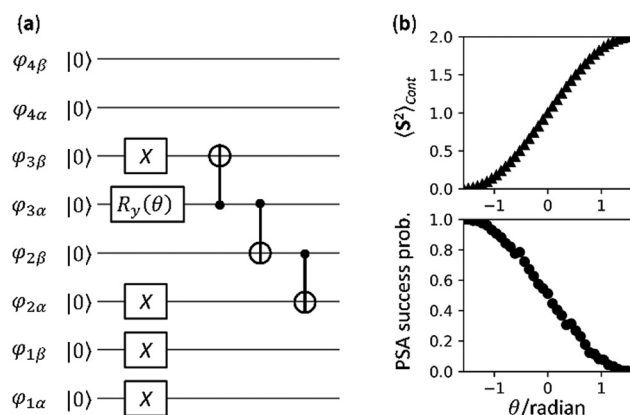 (a)
φ4β |0⟩
φ4α |0⟩
φ3β |0⟩ X
φ3α |0⟩ Ry(θ)
φ2β |0⟩
φ2α |0⟩ X
φ1β |0⟩ X
φ1α |0⟩ X
(b)
2.0
1.5
1.0
0.5
0.0
⟨S²⟩Cont
−1 0 1
1.0
0.8
0.6
0.4
0.2
0.0
PSA success prob.
−1 0 1
θ/radian